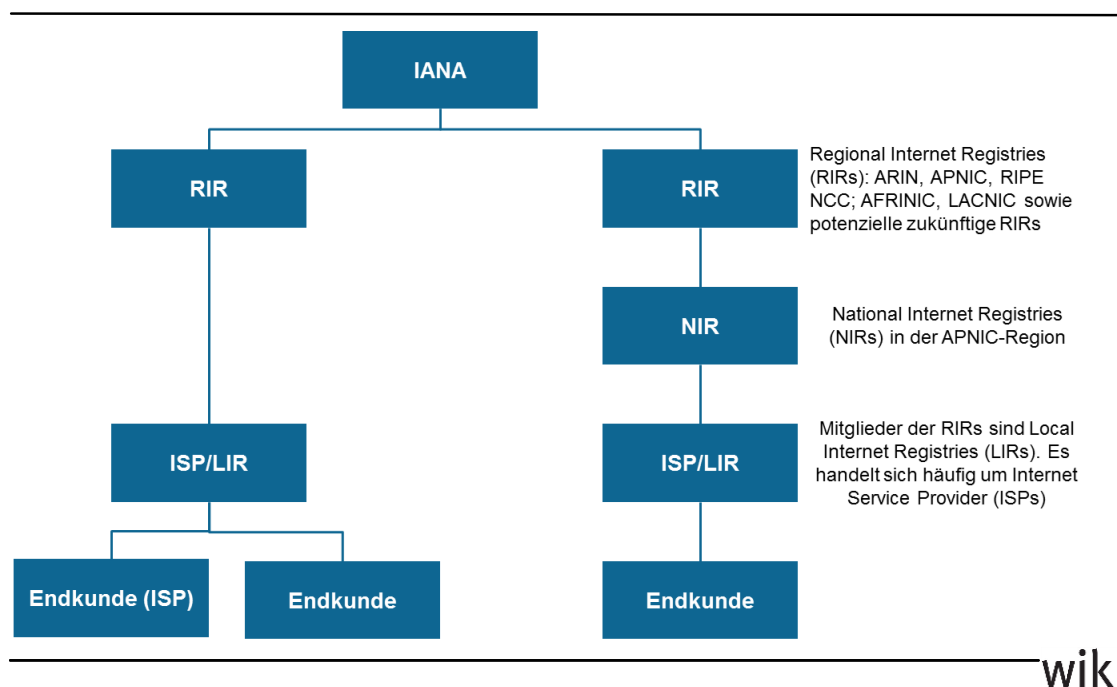 IANA
RIR
RIR
Regional Internet Registries
(RIRs): ARIN, APNIC, RIPE
NCC; AFRINIC, LACNIC sowie
potenzielle zukünftige RIRs
NIR
National Internet Registries
(NIRs) in der APNIC-Region
ISP/LIR
ISP/LIR
Mitglieder der RIRs sind Local
Internet Registries (LIRs). Es
handelt sich häufig um Internet
Service Provider (ISPs)
Endkunde (ISP)
Endkunde
Endkunde
wik